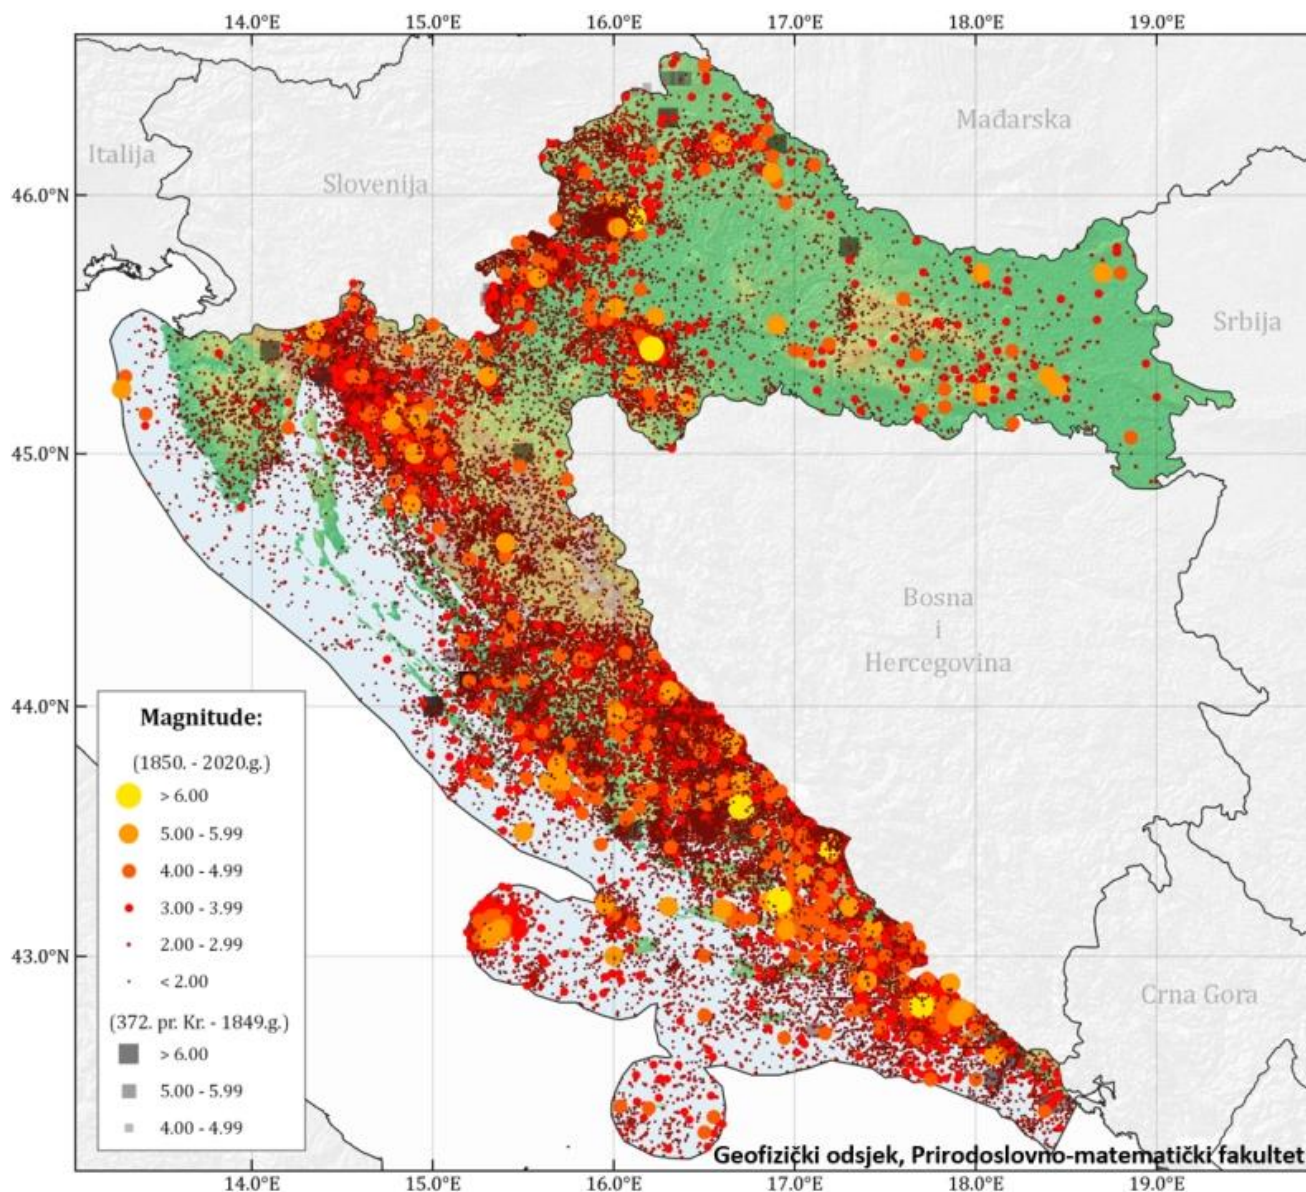 14.0°E 15.0°E 16.0°E 17.0°E 18.0°E 19.0°E
Mađarska
Italija
Slovenija
46.0°N
Srbija
45.0°N
Bosna
i
Hercegovina
44.0°N
Magnitude:
(1850. - 2020.g.)
> 6.00
5.00 - 5.99
4.00 - 4.99
3.00 - 3.99
2.00 - 2.99
< 2.00
(372. pr. Kr. - 1849.g.)
> 6.00
5.00 - 5.99
4.00 - 4.99
43.0°N
Crna Gora
Geofizički odsjek, Prirodoslovno-matematički fakultet
14.0°E 15.0°E 16.0°E 17.0°E 18.0°E 19.0°E